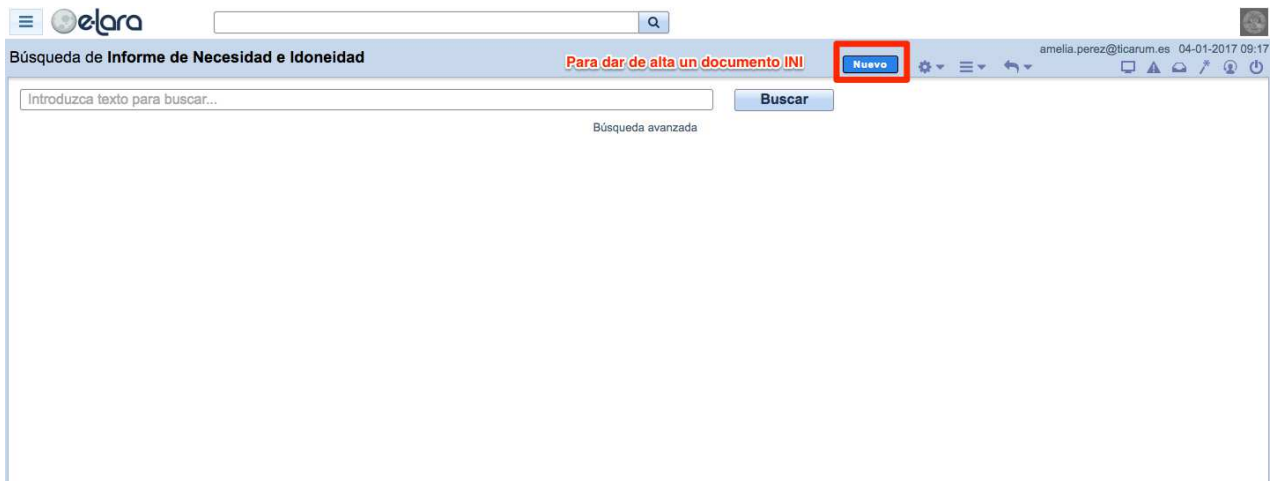 e-lara
Búsqueda de Informe de Necesidad e Idoneidad
Para dar de alta un documento INI
Nuevo
amelia.perez@ticarum.es 04-01-2017 09:17
Introduzca texto para buscar...
Buscar
Búsqueda avanzada